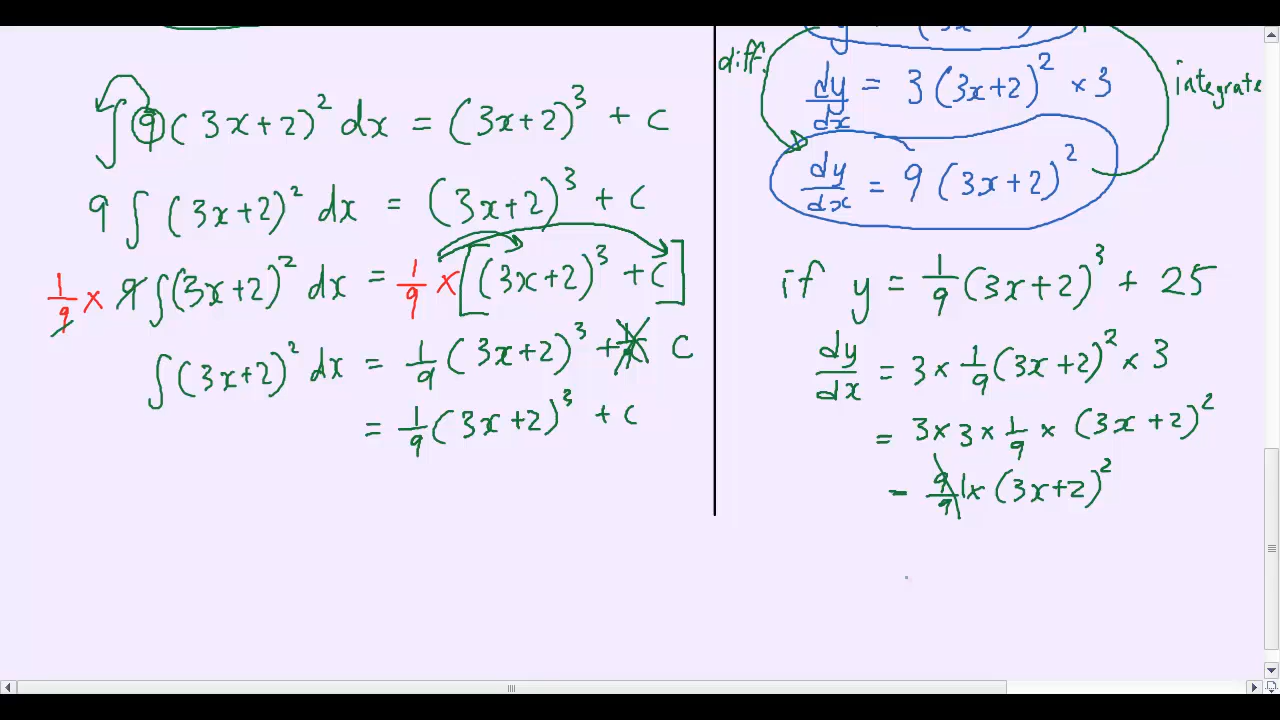 ∫ 9 (3x+2)² dx = (3x+2)³ + c
9 ∫ (3x+2)² dx = (3x+2)³ + c
1/9 × 9 ∫ (3x+2)² dx = 1/9 × [(3x+2)³ + c]
∫ (3x+2)² dx = 1/9 (3x+2)³ + C
= 1/9 (3x+2)³ + c
diff.
dy/dx = 3 (3x+2)² × 3
integrate
dy/dx = 9 (3x+2)²
if y = 1/9 (3x+2)³ + 25
dy/dx = 3 × 1/9 (3x+2)² × 3
= 3 × 3 × 1/9 × (3x+2)²
= 9/9 1× (3x+2)²